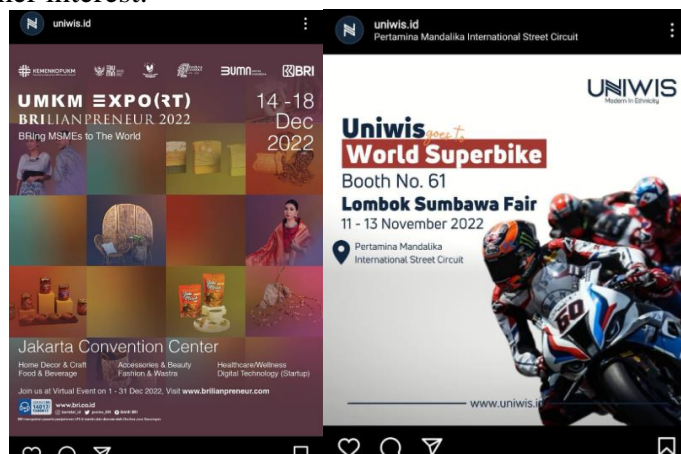 uniwis.id
KEMENKOPUKM
BUMN
BRI
UMKM EXPO(RT)
BRILIANPRENEUR 2022
BRIng MSMEs to The World
14 -18
Dec
2022
Jakarta Convention Center
Home Decor & Craft
Food & Beverage
Accessories & Beauty
Fashion & Wastra
Healthcare/Wellness
Digital Technology (Startup)
Join us at Virtual Event on 1 - 31 Dec 2022, Visit www.brilianpreneur.com
www.bri.co.id
uniwis.id
Pertamina Mandalika International Street Circuit
UNIWIS
Modern in Ethnicity
Uniwis goes to
World Superbike
Booth No. 61
Lombok Sumbawa Fair
11 - 13 November 2022
Pertamina Mandalika
International Street Circuit
60
www.uniwis.i